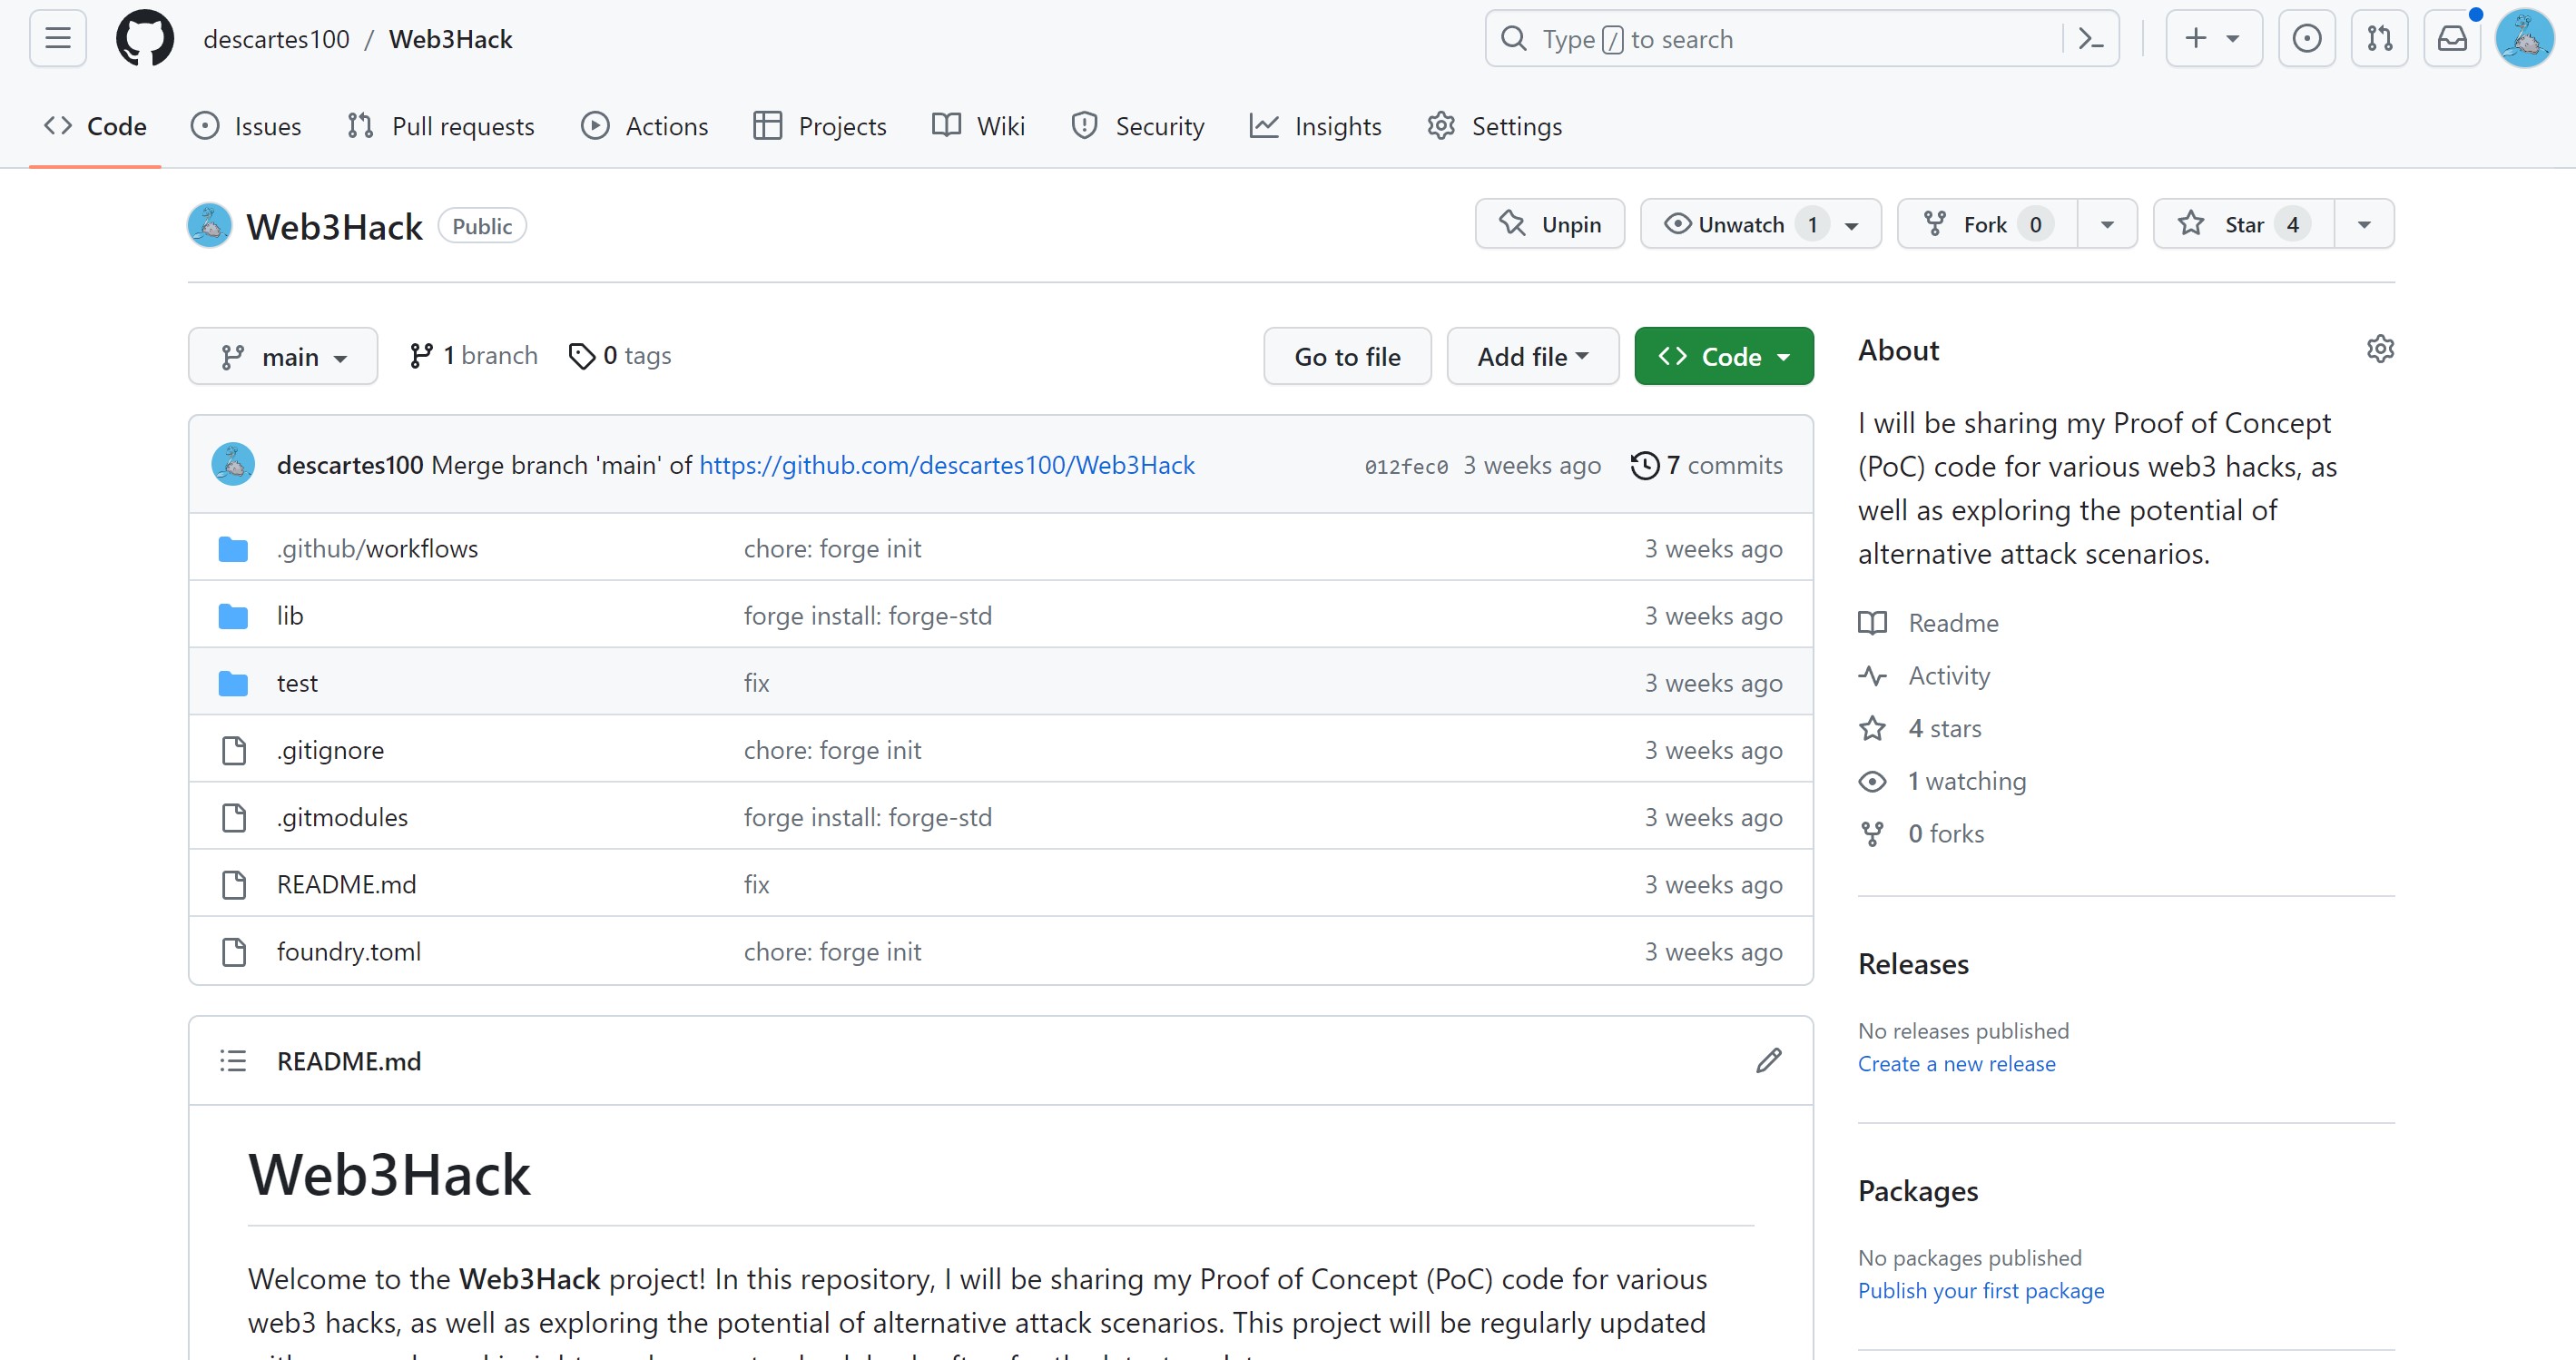 descartes100 / Web3Hack
Type / to search
Code Issues Pull requests Actions Projects Wiki Security Insights Settings
Web3Hack Public
Unpin Unwatch 1 Fork 0 Star 4
main 1 branch 0 tags
Go to file Add file Code
descartes100 Merge branch 'main' of https://github.com/descartes100/Web3Hack 012fec0 3 weeks ago 7 commits
.github/workflows chore: forge init 3 weeks ago
lib forge install: forge-std 3 weeks ago
test fix 3 weeks ago
.gitignore chore: forge init 3 weeks ago
.gitmodules forge install: forge-std 3 weeks ago
README.md fix 3 weeks ago
foundry.toml chore: forge init 3 weeks ago
README.md
Web3Hack
Welcome to the Web3Hack project! In this repository, I will be sharing my Proof of Concept (PoC) code for various
web3 hacks, as well as exploring the potential of alternative attack scenarios. This project will be regularly updated
About
I will be sharing my Proof of Concept
(PoC) code for various web3 hacks, as
well as exploring the potential of
alternative attack scenarios.
Readme
Activity
4 stars
1 watching
0 forks
Releases
No releases published
Create a new release
Packages
No packages published
Publish your first package